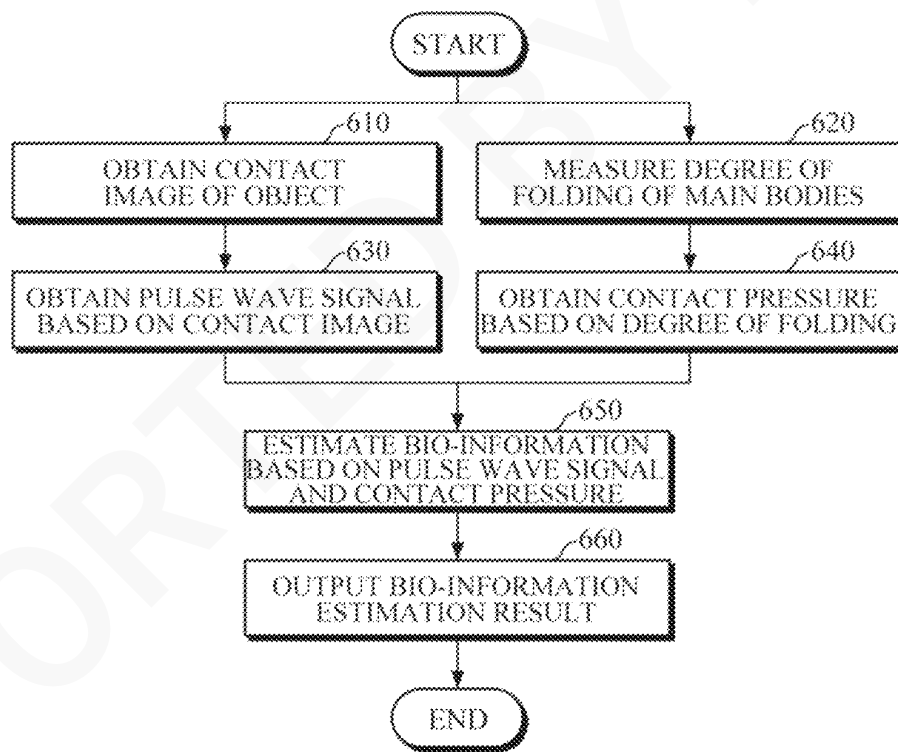 START
610
620
OBTAIN CONTACT
IMAGE OF OBJECT
MEASURE DEGREE OF
FOLDING OF MAIN BODIES
630
640
OBTAIN PULSE WAVE SIGNAL
BASED ON CONTACT IMAGE
OBTAIN CONTACT PRESSURE
BASED ON DEGREE OF FOLDING
650
ESTIMATE BIO-INFORMATION
BASED ON PULSE WAVE SIGNAL
AND CONTACT PRESSURE
660
OUTPUT BIO-INFORMATION
ESTIMATION RESULT
END
ORTED BY